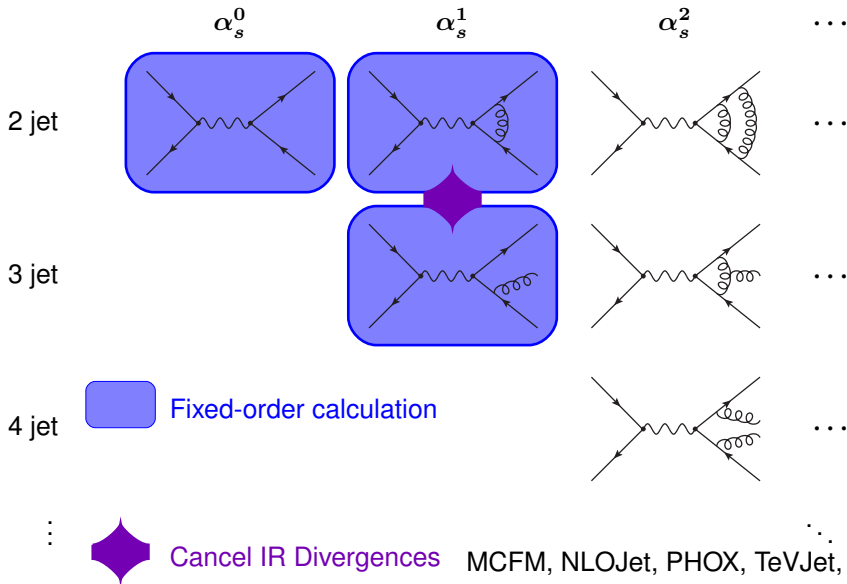 α_s^0 α_s^1 α_s^2 ⋯
2 jet ⋯
3 jet ⋯
Fixed-order calculation
4 jet ⋯
⋮ ⋱
Cancel IR Divergences MCFM, NLOJet, PHOX, TeVJet,